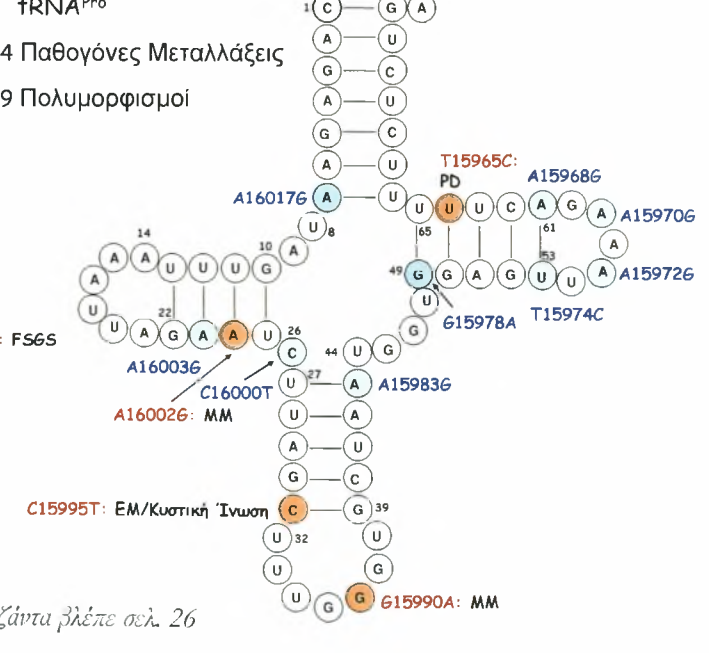 tRNAPro
4 Παθογόνες Μεταλλάξεις
9 Πολυμορφισμοί
1 C G A
A U
G C
A U
G C
A U
A16017G A U
T15965C:
PD
A15968G
U U U C A G A A15970G
U 8
65 61
14 10
A A U U U G A
A
A
53
49 G G A G U U A A15972G
U
G15978A T15974C
U 22
U A G A A U 26
: FSGS
C
44 U G G
A16003G
C16000T
U 27 A A15983G
A16002G: MM
U A
A U
G C
C15995T: ΕΜ/Κυστική Ίνωση C G 39
U 32 U
U G
U G G G15990A: MM
ζάντα βλέπε σελ. 26